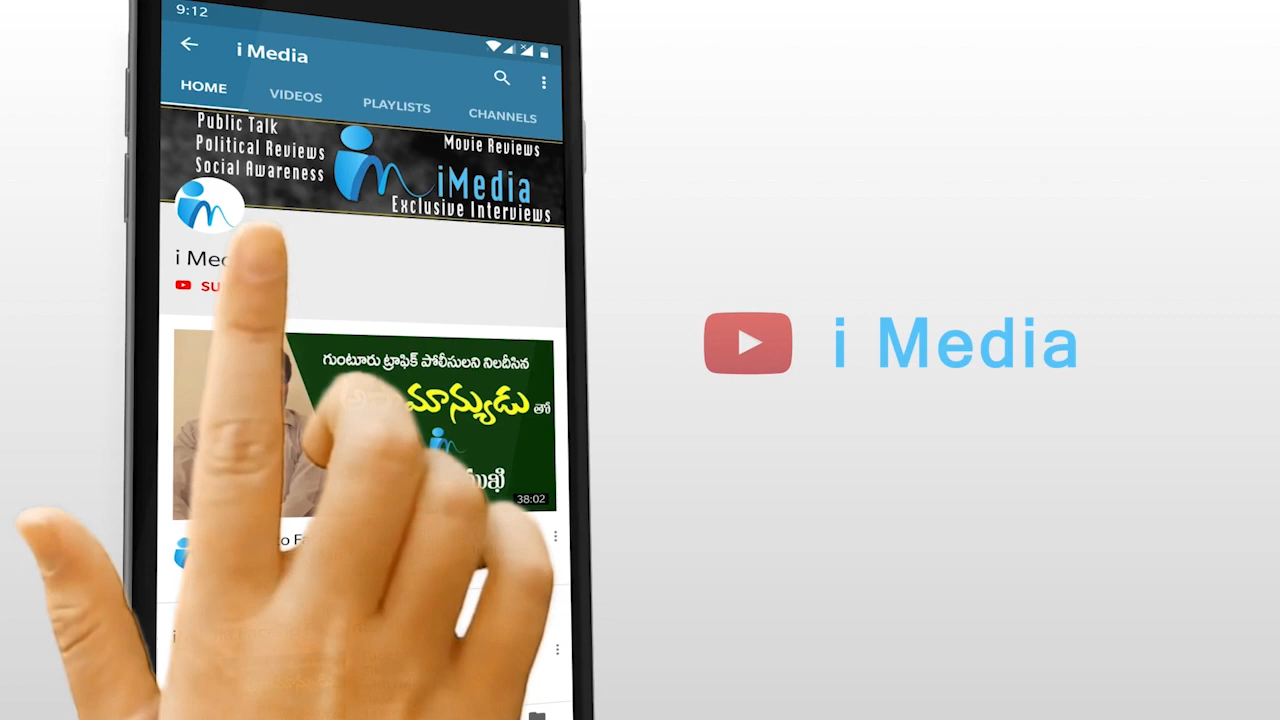 9:12
i Media
HOME VIDEOS PLAYLISTS CHANNELS
Public Talk
Political Reviews
Social Awareness
Movie Reviews
iMedia
Exclusive Interviews
i Media
గుంటూరు ట్రాఫిక్ పోలీసులని నిలదీసిన
మాన్యుడు తో
38:02